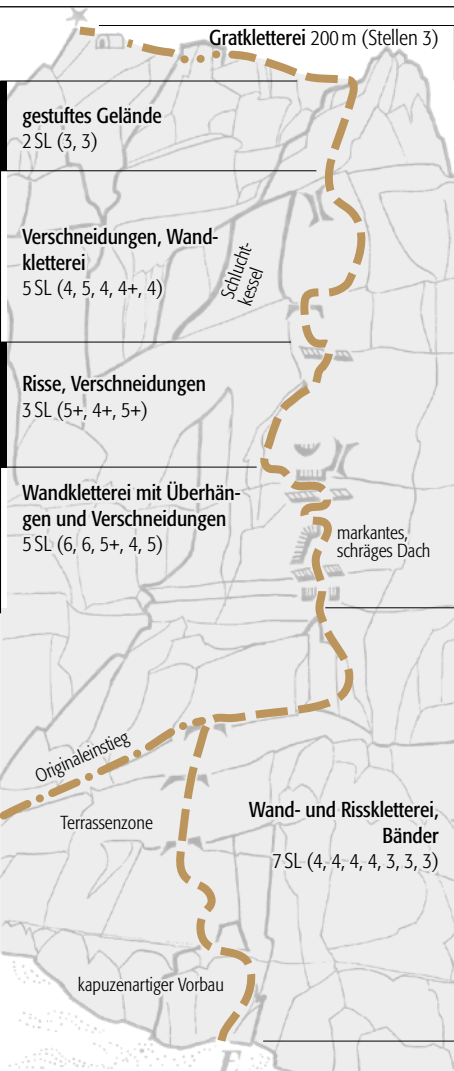 Gratkletterei 200 m (Stellen 3)
gestuftes Gelände
2 SL (3, 3)
Verschneidungen, Wand-
kletterei
5 SL (4, 5, 4, 4+, 4)
Schlucht-
kessel
Risse, Verschneidungen
3 SL (5+, 4+, 5+)
Wandkletterei mit Überhän-
gen und Verschneidungen
5 SL (6, 6, 5+, 4, 5)
markantes,
schräges Dach
Originaleinstieg
Terrassenzone
Wand- und Risskletterei,
Bänder
7 SL (4, 4, 4, 4, 3, 3, 3)
kapuzenartiger Vorbau
E